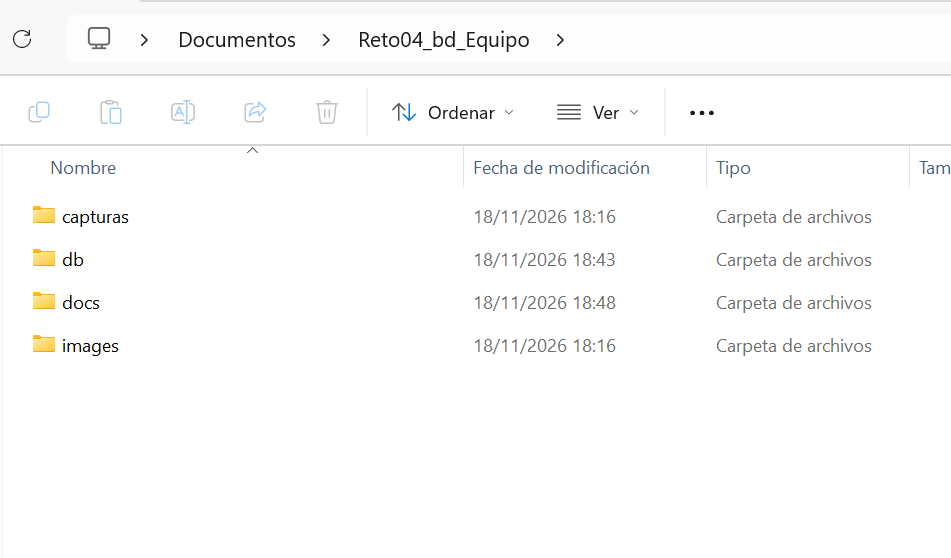 Documentos Reto04_bd_Equipo
Ordenar Ver
Nombre Fecha de modificación Tipo Tam
capturas 18/11/2026 18:16 Carpeta de archivos
db 18/11/2026 18:43 Carpeta de archivos
docs 18/11/2026 18:48 Carpeta de archivos
images 18/11/2026 18:16 Carpeta de archivos